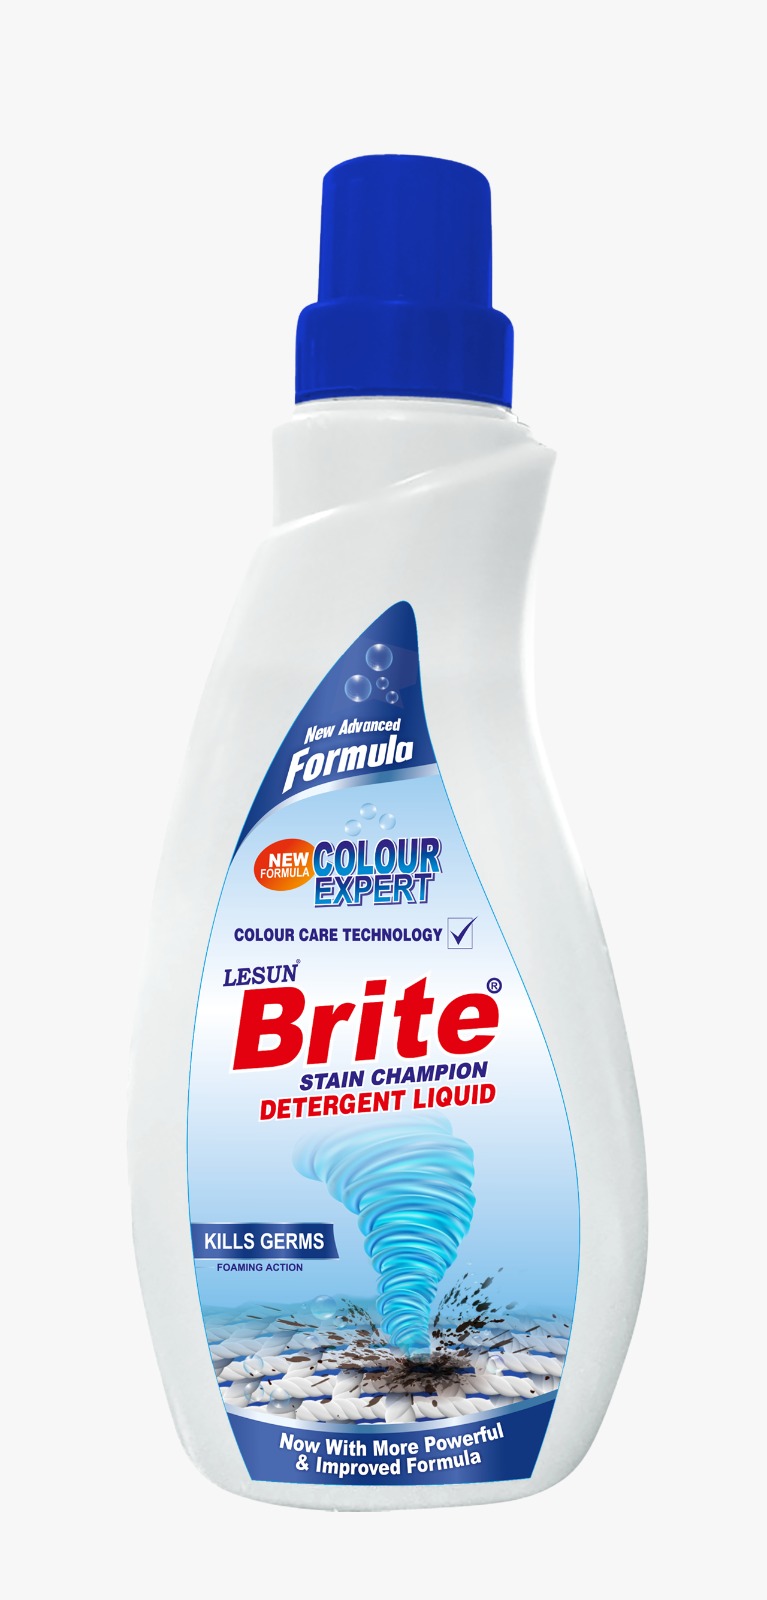 New Advanced
Formula
NEW
FORMULA
COLOUR
EXPERT
COLOUR CARE TECHNOLOGY
LESUN®
Brite®
STAIN CHAMPION
DETERGENT LIQUID
KILLS GERMS
FOAMING ACTION
Now With More Powerful
& Improved Formula